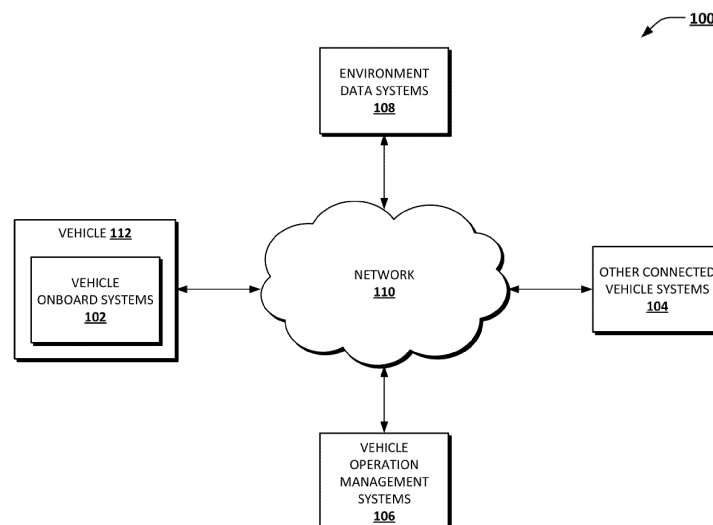 100
ENVIRONMENT
DATA SYSTEMS
108
VEHICLE 112
VEHICLE
ONBOARD SYSTEMS
102
NETWORK
110
OTHER CONNECTED
VEHICLE SYSTEMS
104
VEHICLE
OPERATION
MANAGEMENT
SYSTEMS
106